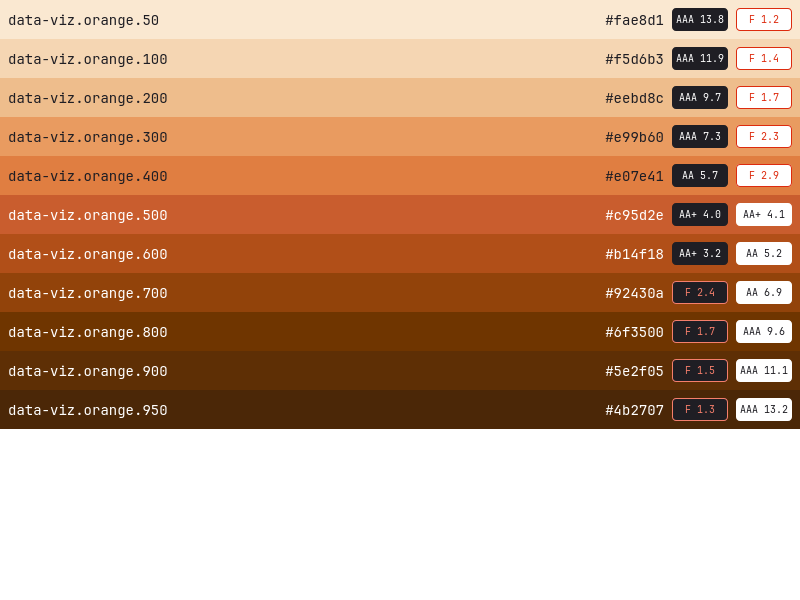 data-viz.orange.50 #fae8d1 AAA 13.8 F 1.2
data-viz.orange.100 #f5d6b3 AAA 11.9 F 1.4
data-viz.orange.200 #eebd8c AAA 9.7 F 1.7
data-viz.orange.300 #e99b60 AAA 7.3 F 2.3
data-viz.orange.400 #e07e41 AA 5.7 F 2.9
data-viz.orange.500 #c95d2e AA+ 4.0 AA+ 4.1
data-viz.orange.600 #b14f18 AA+ 3.2 AA 5.2
data-viz.orange.700 #92430a F 2.4 AA 6.9
data-viz.orange.800 #6f3500 F 1.7 AAA 9.6
data-viz.orange.900 #5e2f05 F 1.5 AAA 11.1
data-viz.orange.950 #4b2707 F 1.3 AAA 13.2